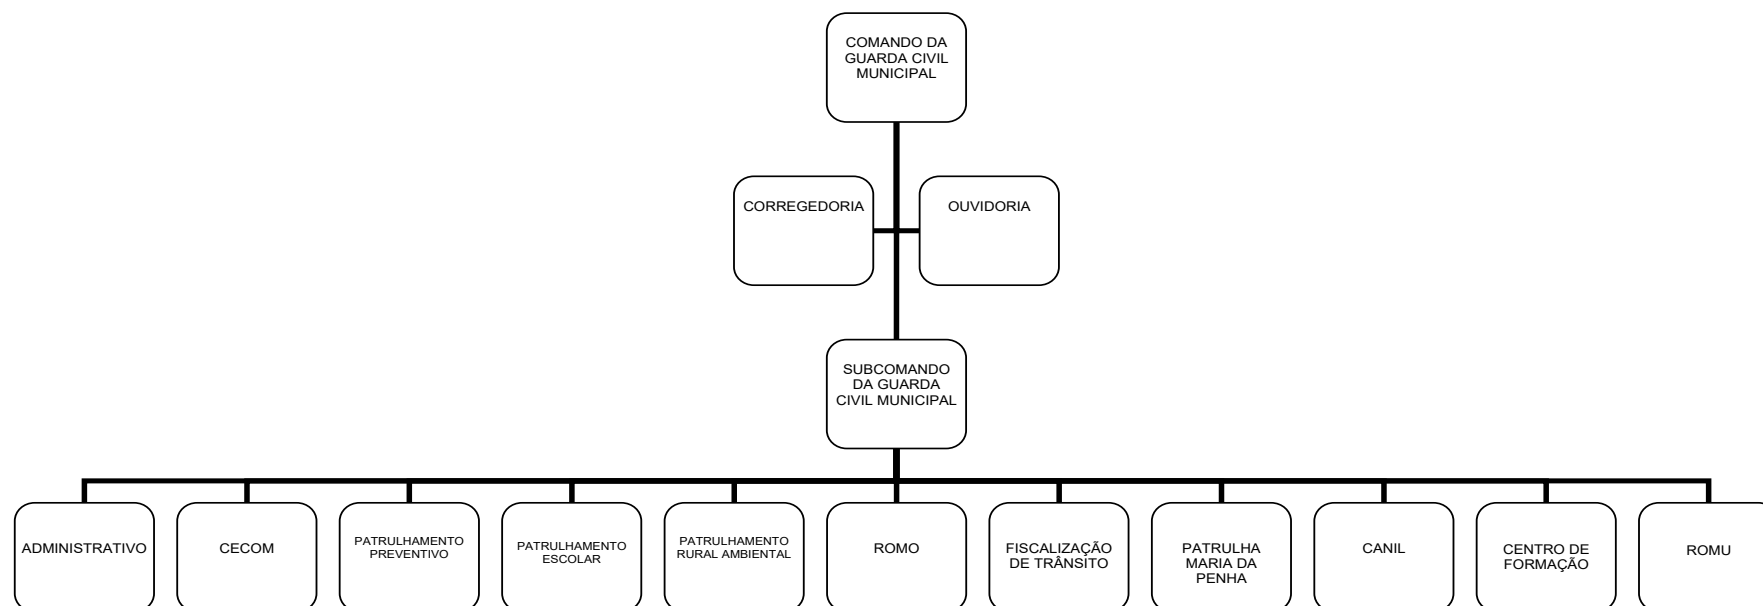 COMANDO DA
GUARDA CIVIL
MUNICIPAL
CORREGEDORIA
OUVIDORIA
SUBCOMANDO
DA GUARDA
CIVIL MUNICIPAL
ADMINISTRATIVO
CECOM
PATRULHAMENTO
PREVENTIVO
PATRULHAMENTO
ESCOLAR
PATRULHAMENTO
RURAL AMBIENTAL
ROMO
FISCALIZAÇÃO
DE TRÂNSITO
PATRULHA
MARIA DA
PENHA
CANIL
CENTRO DE
FORMAÇÃO
ROMU